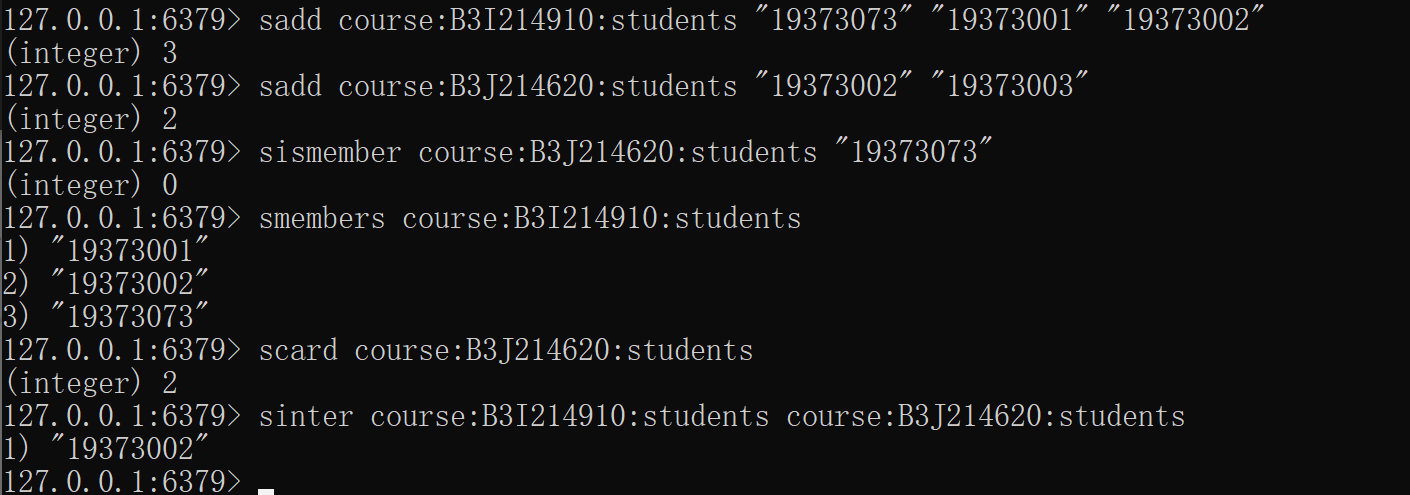 127.0.0.1:6379> sadd course:B3I214910:students "19373073" "19373001" "19373002"
(integer) 3
127.0.0.1:6379> sadd course:B3J214620:students "19373002" "19373003"
(integer) 2
127.0.0.1:6379> sismember course:B3J214620:students "19373073"
(integer) 0
127.0.0.1:6379> smembers course:B3I214910:students
1) "19373001"
2) "19373002"
3) "19373073"
127.0.0.1:6379> scard course:B3J214620:students
(integer) 2
127.0.0.1:6379> sinter course:B3I214910:students course:B3J214620:students
1) "19373002"
127.0.0.1:6379>